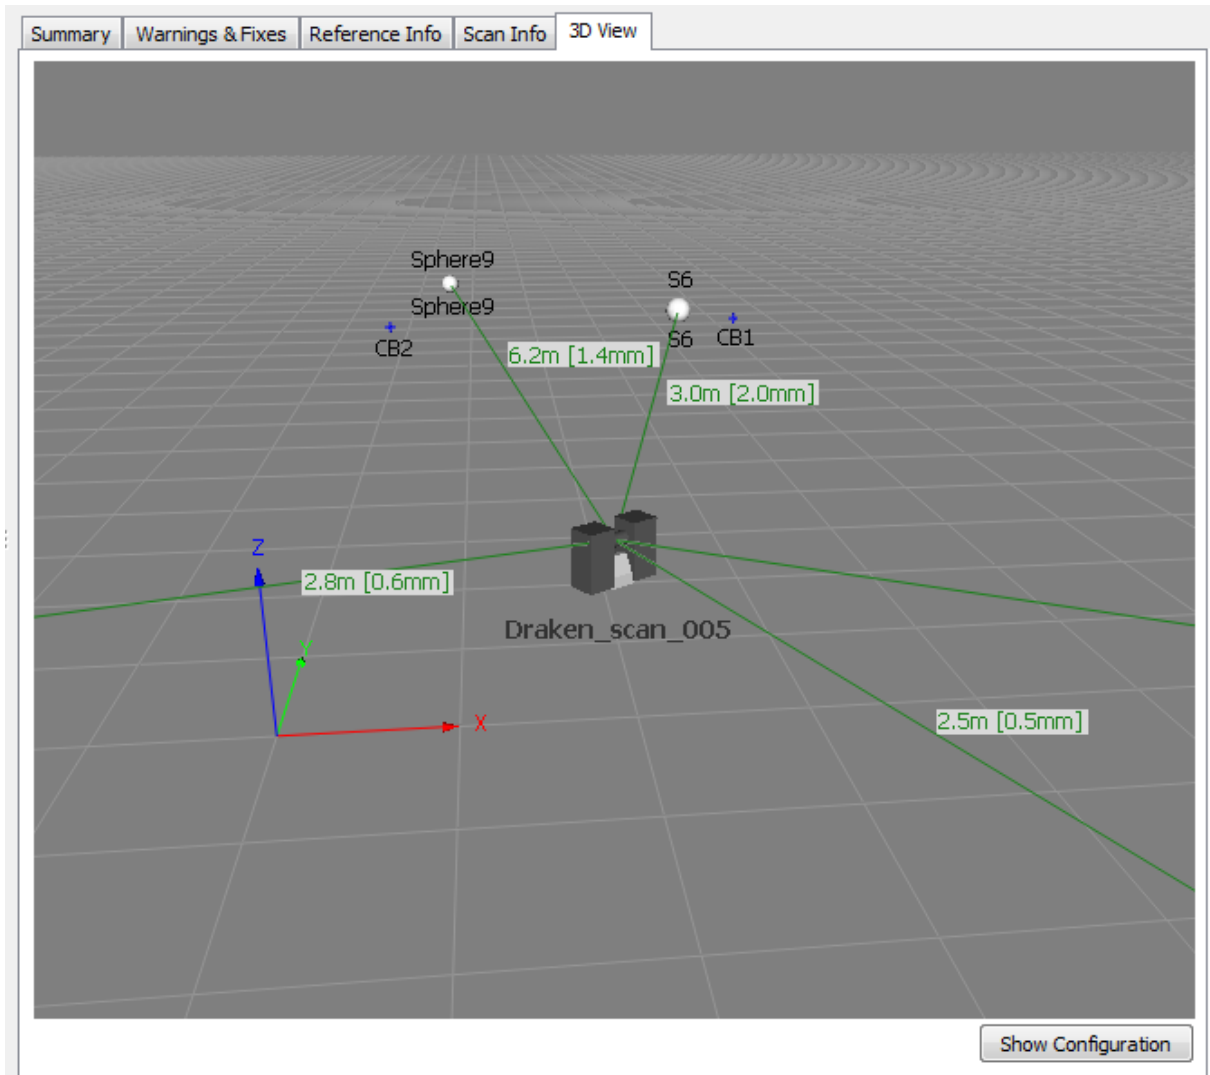 Summary
Warnings & Fixes
Reference Info
Scan Info
3D View
Sphere9
Sphere9
S6
S6
CB1
CB2
6.2m [1.4mm]
3.0m [2.0mm]
Z
2.8m [0.6mm]
Draken_scan_005
Y
X
2.5m [0.5mm]
Show Configuration